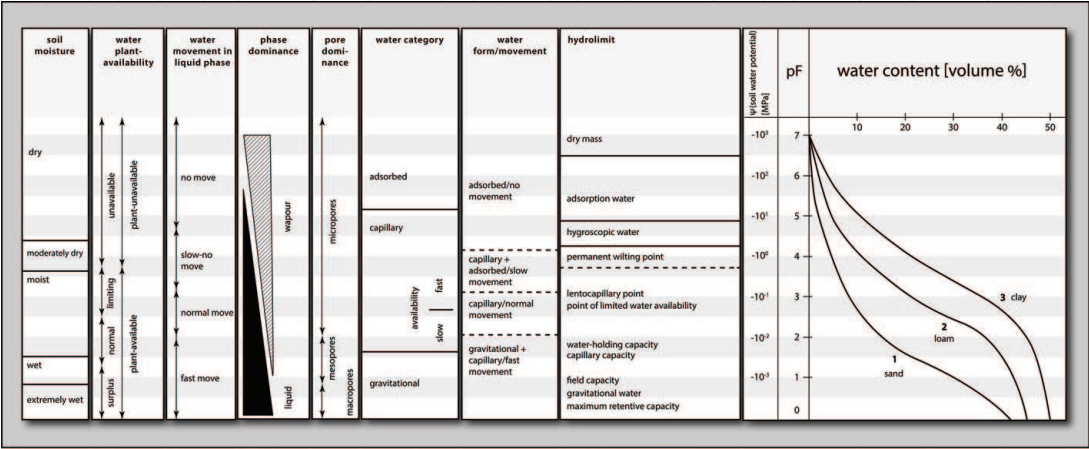 soil
moisture
water
plant-
availability
water
movement in
liquid phase
phase
dominance
pore
domi-
nance
water category
water
form/movement
hydrolimit
Ψ(soil water potential)
[MPa]
pF
water content [volume %]
10
20
30
40
50
dry
moderately dry
moist
wet
extremely wet
unavailable
limiting
normal
surplus
plant-unavailable
plant-available
no move
slow-no
move
normal move
fast move
wapour
liquid
micropores
mesopores
macropores
adsorbed
capillary
availability
fast
slow
gravitational
adsorbed/no
movement
capillary +
adsorbed/slow
movement
capillary/normal
movement
gravitational +
capillary/fast
movement
dry mass
adsorption water
hygroscopic water
permanent wilting point
lentocapillary point
point of limited water availability
water-holding capacity
capillary capacity
field capacity
gravitational water
maximum retentive capacity
-10³
-10²
-10¹
-10⁰
-10⁻¹
-10⁻²
-10⁻³
7
6
5
4
3
2
1
0
3 clay
2
loam
1
sand